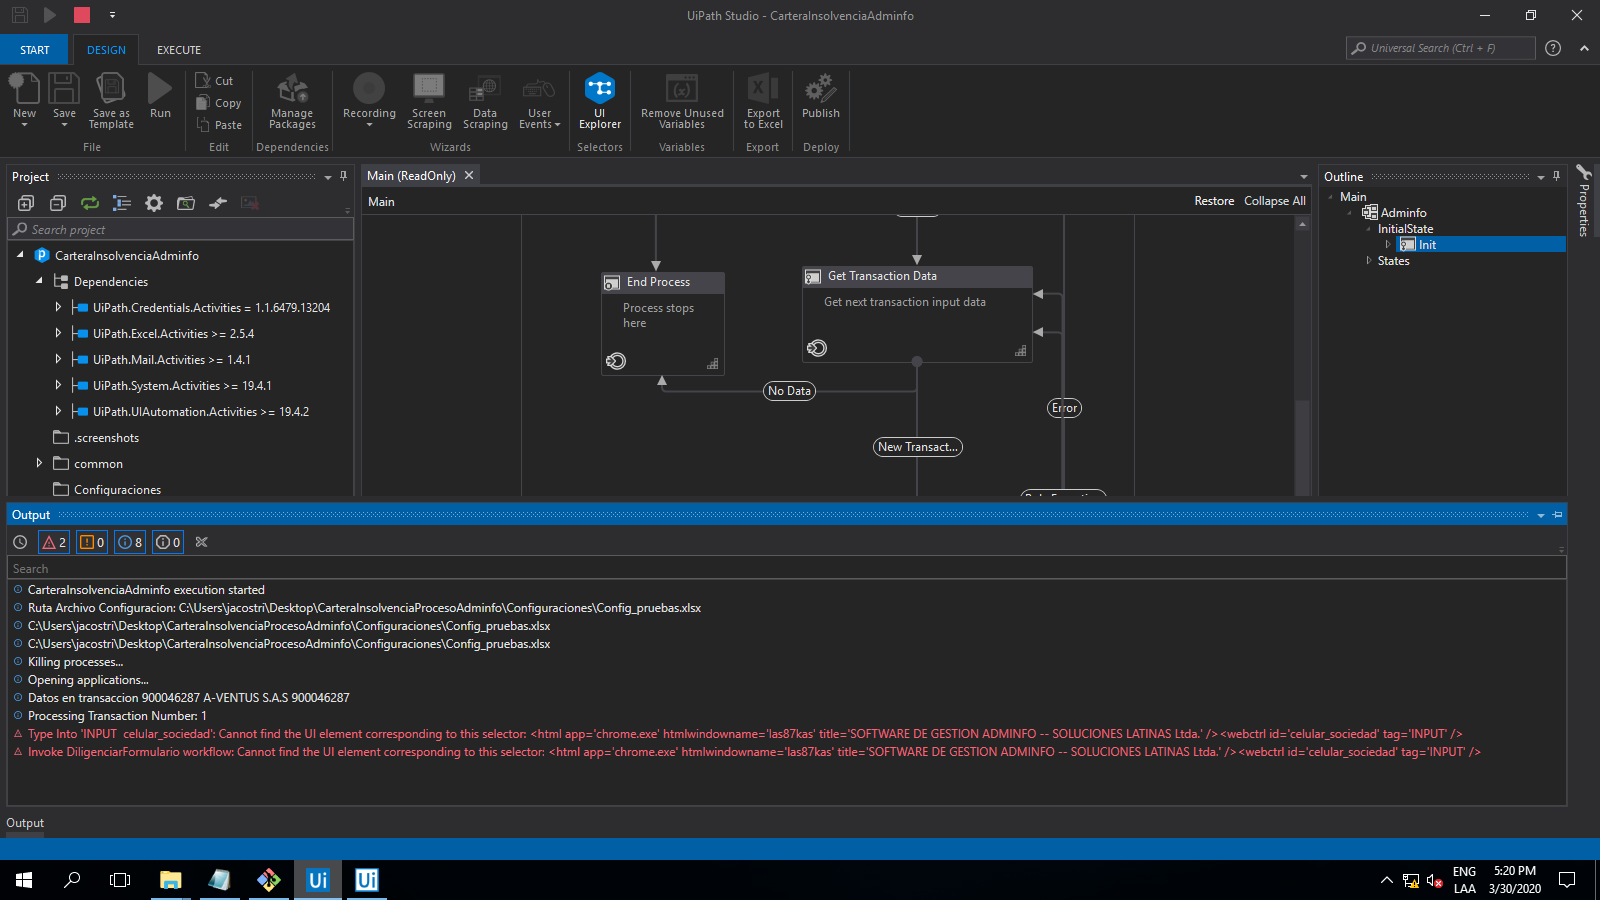 UiPath Studio - CarteraInsolvenciaAdminfo
START DESIGN EXECUTE
Universal Search (Ctrl + F)
New
Save
Save as Template
Run
Cut
Copy
Paste
Manage Packages
Recording
Screen Scraping
Data Scraping
User Events
UI Explorer
Remove Unused Variables
Export to Excel
Publish
File
Edit
Dependencies
Wizards
Selectors
Variables
Export
Deploy
Project
Search project
CarteraInsolvenciaAdminfo
Dependencies
UiPath.Credentials.Activities = 1.1.6479.13204
UiPath.Excel.Activities >= 2.5.4
UiPath.Mail.Activities >= 1.4.1
UiPath.System.Activities >= 19.4.1
UiPath.UIAutomation.Activities >= 19.4.2
.screenshots
common
Configuraciones
Main (ReadOnly)
Main
Restore Collapse All
End Process
Process stops here
Get Transaction Data
Get next transaction input data
No Data
Error
New Transact...
Outline
Main
Adminfo
InitialState
Init
States
Properties
Output
2 0 8 0
Search
CarteraInsolvenciaAdminfo execution started
Ruta Archivo Configuracion: C:\Users\jacostri\Desktop\CarteraInsolvenciaProcesoAdminfo\Configuraciones\Config_pruebas.xlsx
C:\Users\jacostri\Desktop\CarteraInsolvenciaProcesoAdminfo\Configuraciones\Config_pruebas.xlsx
C:\Users\jacostri\Desktop\CarteraInsolvenciaProcesoAdminfo\Configuraciones\Config_pruebas.xlsx
Killing processes...
Opening applications...
Datos en transaccion 900046287 A-VENTUS S.A.S 900046287
Processing Transaction Number: 1
Type Into 'INPUT  celular_sociedad': Cannot find the UI element corresponding to this selector: <html app='chrome.exe' htmlwindowname='las87kas' title='SOFTWARE DE GESTION ADMINFO -- SOLUCIONES LATINAS Ltda.' /><webctrl id='celular_sociedad' tag='INPUT' />
Invoke DiligenciarFormulario workflow: Cannot find the UI element corresponding to this selector: <html app='chrome.exe' htmlwindowname='las87kas' title='SOFTWARE DE GESTION ADMINFO -- SOLUCIONES LATINAS Ltda.' /><webctrl id='celular_sociedad' tag='INPUT' />
Output
Ui
Ui
ENG
LAA
5:20 PM
3/30/2020